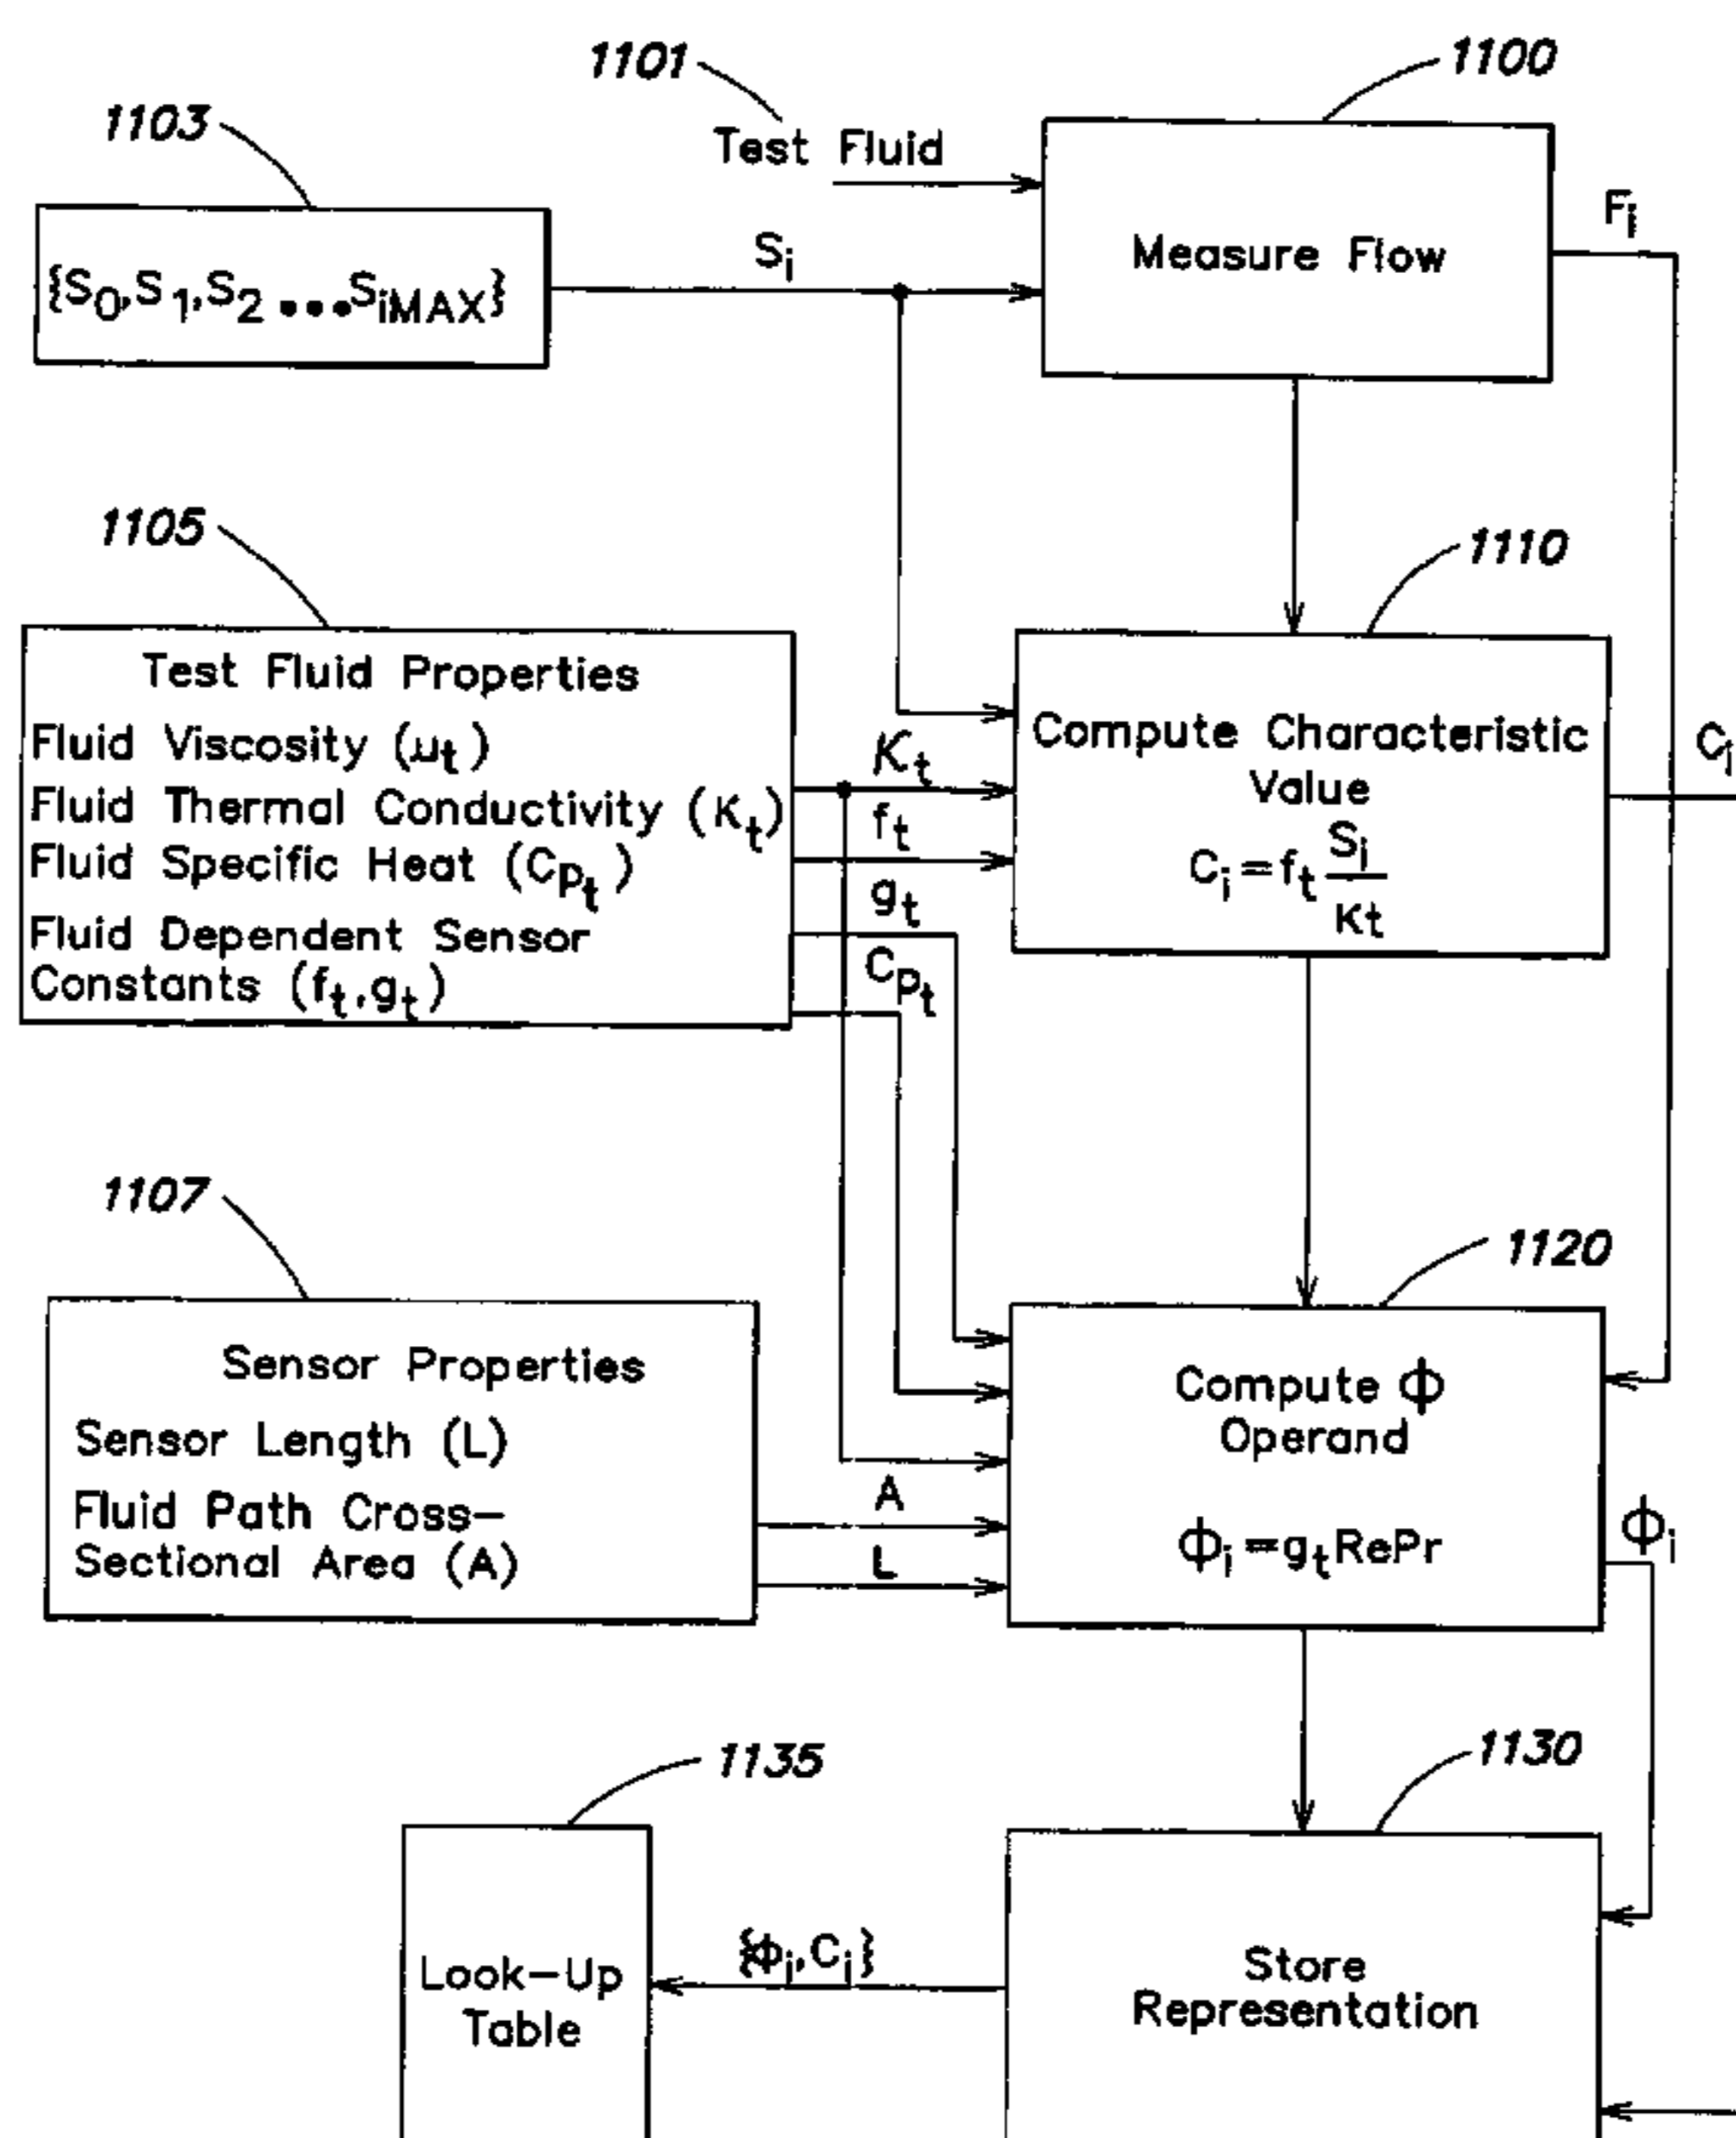 1101
1100
1103
Test Fluid
{S0,S1,S2 •••SiMAX}
Si
Measure Flow
Fi
1105
1110
Test Fluid Properties
Fluid Viscosity (μt)
Fluid Thermal Conductivity (Kt)
Fluid Specific Heat (Cpt)
Fluid Dependent Sensor
Constants (ft,gt)
Kt
ft
gt
Cpt
Compute Characteristic
Value
Ci=ft Si/Kt
Ci
1107
1120
Sensor Properties
Sensor Length (L)
Fluid Path Cross-
Sectional Area (A)
A
L
Compute Φ
Operand
Φi=gtRePr
Φi
1135
1130
Look-Up
Table
{Φi,Ci}
Store
Representation